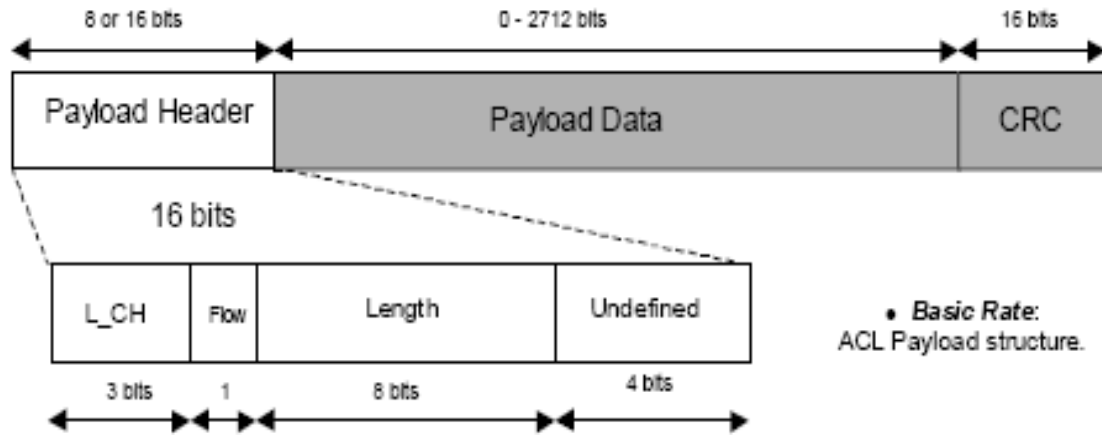 8 or 16 bits 0 - 2712 bits 16 bits
Payload Header Payload Data CRC
16 bits
L_CH Flow Length Undefined
3 bits 1 8 bits 4 bits
• Basic Rate:
ACL Payload structure.